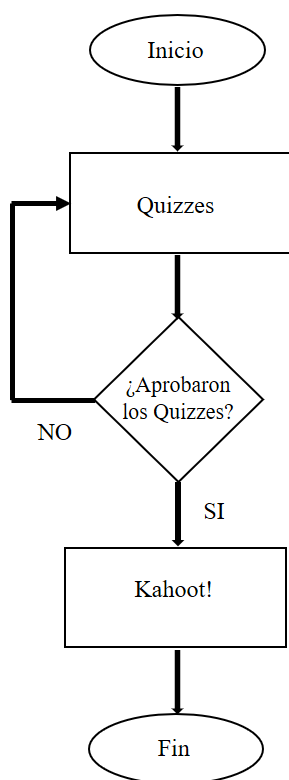 Inicio
Quizzes
¿Aprobaron
los Quizzes?
NO
SI
Kahoot!
Fin